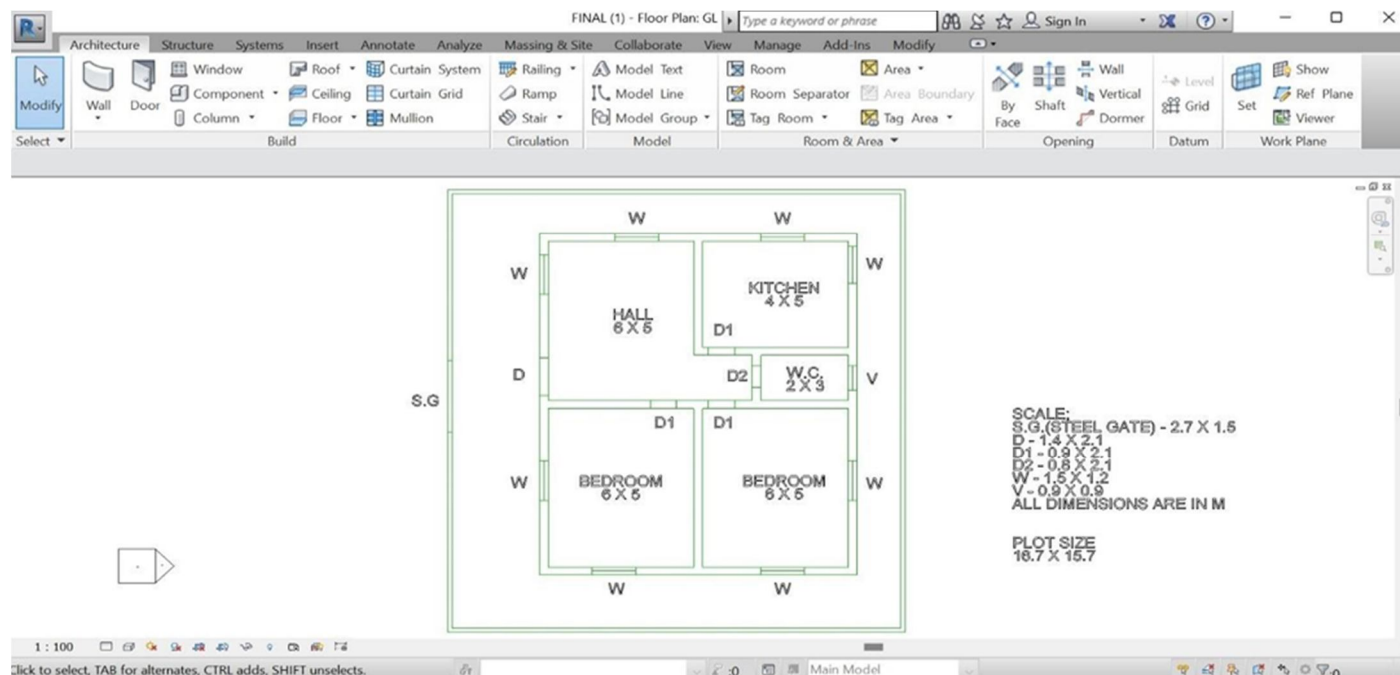 FINAL (1) - Floor Plan: GL
Type a keyword or phrase
Sign In
Architecture Structure Systems Insert Annotate Analyze Massing & Site Collaborate View Manage Add-Ins Modify
Modify
Wall
Door
Window
Component
Column
Roof
Ceiling
Floor
Curtain System
Curtain Grid
Mullion
Railing
Ramp
Stair
Model Text
Model Line
Model Group
Room
Room Separator
Tag Room
Area
Area Boundary
Tag Area
By
Face
Shaft
Wall
Vertical
Dormer
Level
Grid
Set
Show
Ref Plane
Viewer
Select
Build
Circulation
Model
Room & Area
Opening
Datum
Work Plane
W W
W W
KITCHEN
4 X 5
HALL
6 X 5
D1
D D2 W.C. V
2 X 3
S.G
D1 D1
W W
BEDROOM BEDROOM
6 X 5 6 X 5
W W
SCALE;
S.G.(STEEL GATE) - 2.7 X 1.5
D - 1.4 X 2.1
D1 - 0.9 X 2.1
D2 - 0.8 X 2.1
W - 1.5 X 1.2
V - 0.9 X 0.9
ALL DIMENSIONS ARE IN M
PLOT SIZE
16.7 X 15.7
1 : 100
Click to select, TAB for alternates, CTRL adds, SHIFT unselects.
:0
Main Model
:0